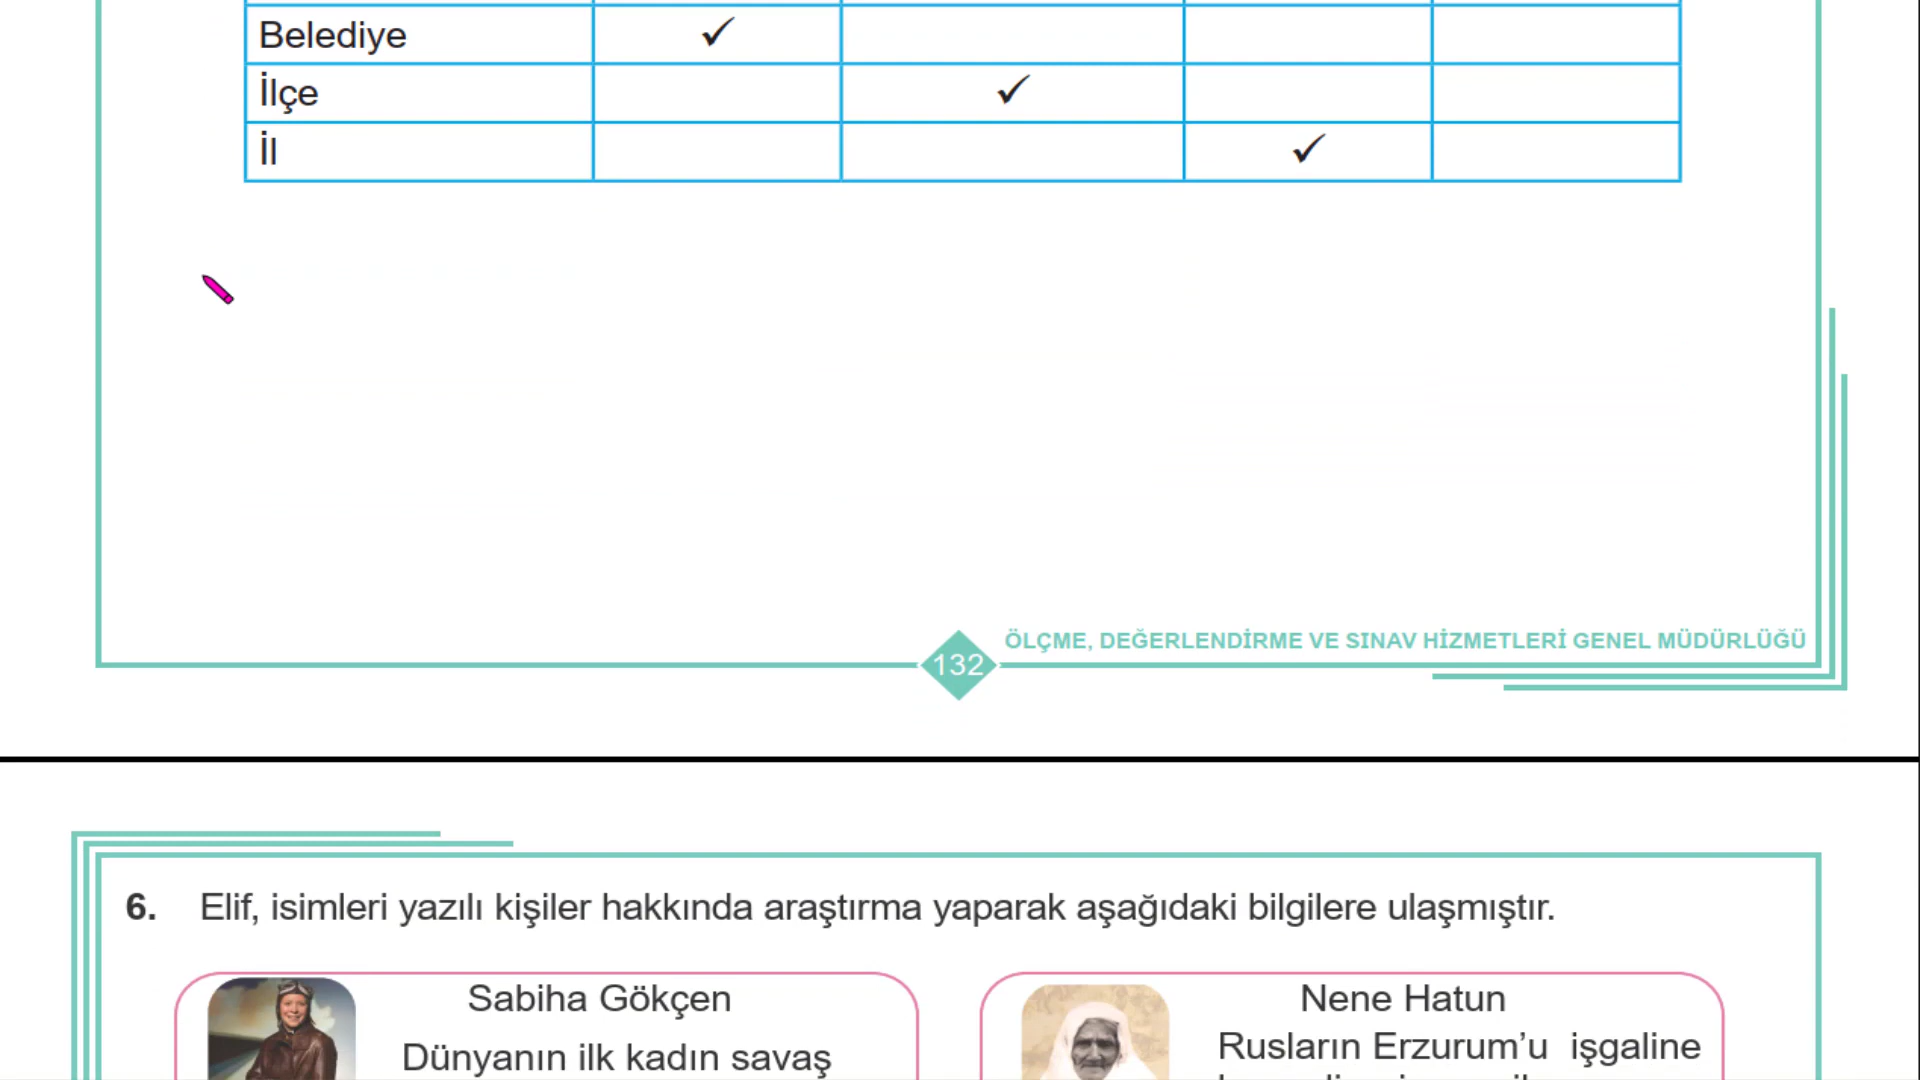 Belediye ✓
İlçe ✓
İl ✓
ÖLÇME, DEĞERLENDİRME VE SINAV HİZMETLERİ GENEL MÜDÜRLÜĞÜ
132
6. Elif, isimleri yazılı kişiler hakkında araştırma yaparak aşağıdaki bilgilere ulaşmıştır.
Sabiha Gökçen
Dünyanın ilk kadın savaş
Nene Hatun
Rusların Erzurum’u işgaline